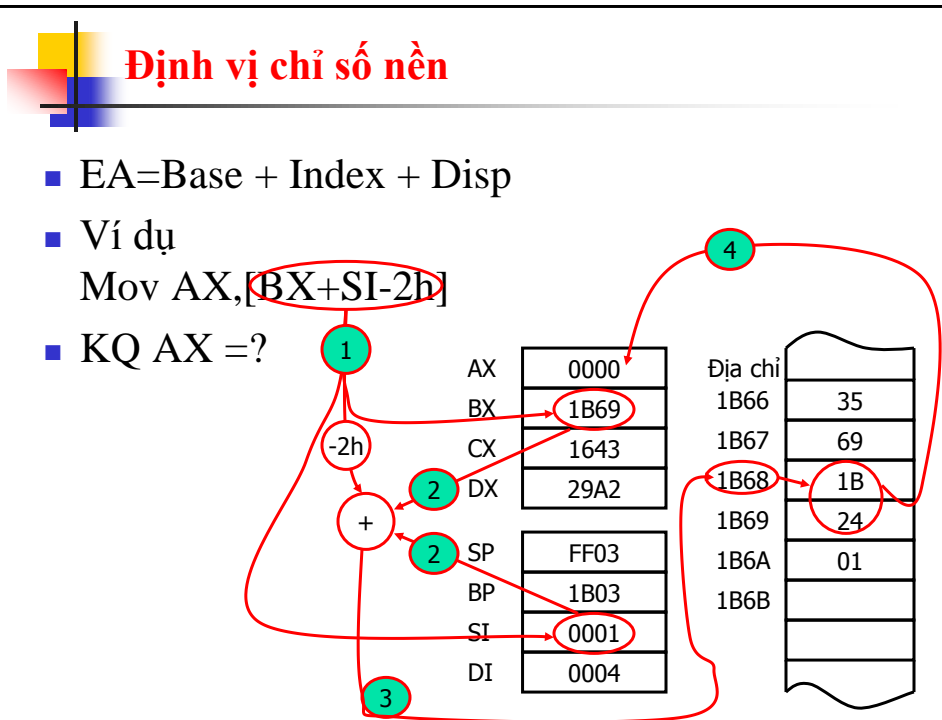 Định vị chỉ số nền
EA=Base + Index + Disp
Ví dụ
Mov AX,[BX+SI-2h]
KQ AX =?
1
-2h
+
2
2
3
4
AX 0000
BX 1B69
CX 1643
DX 29A2
SP FF03
BP 1B03
SI 0001
DI 0004
Địa chỉ
1B66 35
1B67 69
1B68 1B
1B69 24
1B6A 01
1B6B